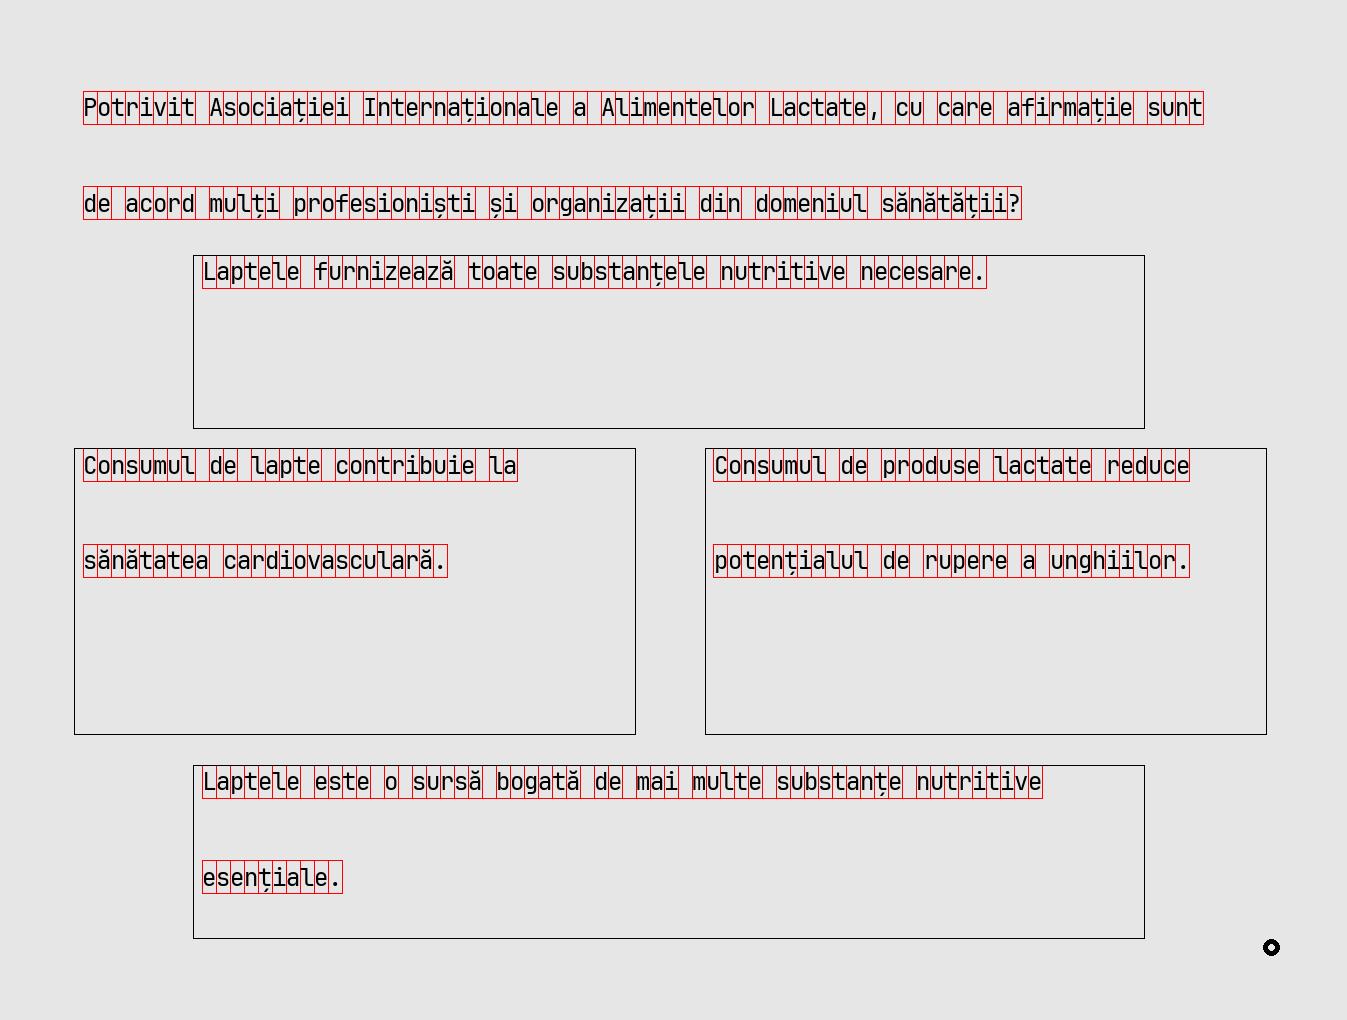 Potrivit Asociației Internaționale a Alimentelor Lactate, cu care afirmație sunt
de acord mulți profesioniști și organizații din domeniul sănătății?
Laptele furnizează toate substanțele nutritive necesare.
Consumul de lapte contribuie la
sănătatea cardiovasculară.
Consumul de produse lactate reduce
potențialul de rupere a unghiilor.
Laptele este o sursă bogată de mai multe substanțe nutritive
esențiale.